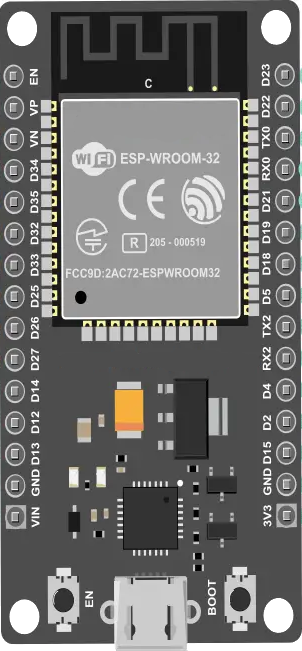 C
WiFi ESP-WROOM-32
CE
R 205 - 000519
FCC9D:2AC72-ESPWROOM32
EN
VP
VN
D34
D35
D32
D33
D25
D26
D27
D14
D12
D13
GND
VIN
D23
D22
TX0
RX0
D21
D19
D18
D5
TX2
RX2
D4
D2
D15
GND
3V3
EN
BOOT